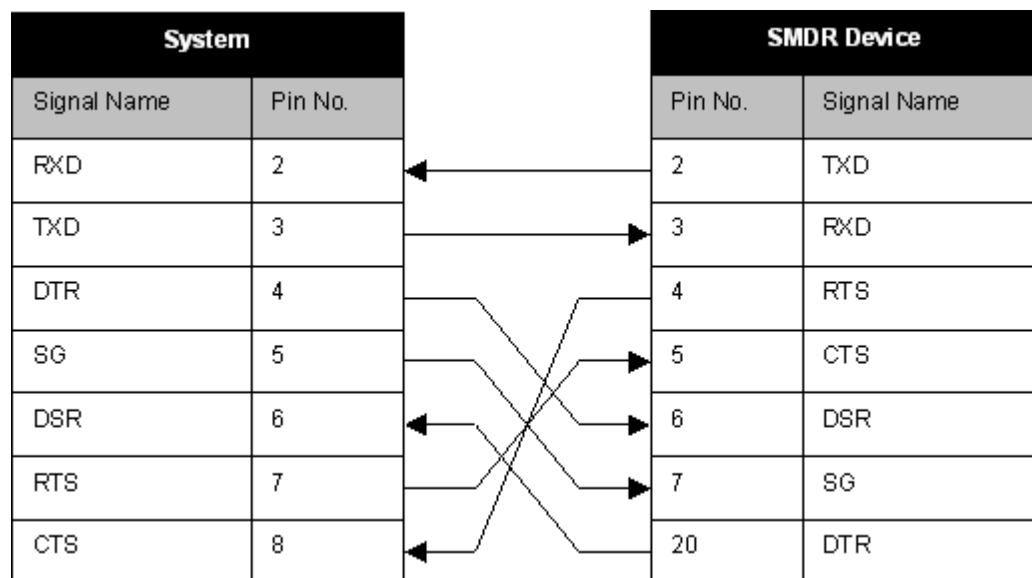 System SMDR Device
Signal Name Pin No. Pin No. Signal Name
RXD 2 2 TXD
TXD 3 3 RXD
DTR 4 4 RTS
SG 5 5 CTS
DSR 6 6 DSR
RTS 7 7 SG
CTS 8 20 DTR